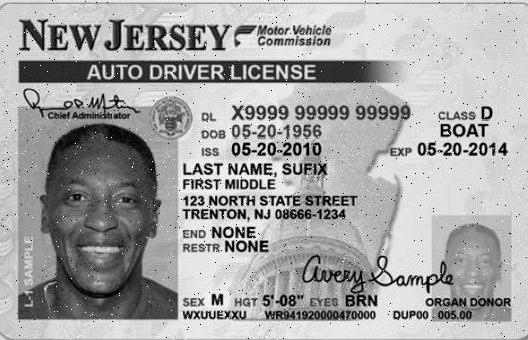 NEW JERSEY Motor Vehicle Commission
AUTO DRIVER LICENSE
Chief Administrator
DL X9999 99999 99999 CLASS D
DOB 05-20-1956 BOAT
ISS 05-20-2010 EXP 05-20-2014
LAST NAME, SUFIX
FIRST MIDDLE
123 NORTH STATE STREET
TRENTON, NJ 08666-1234
END NONE
RESTR NONE
L-1 SAMPLE
Avery Sample
SEX M HGT 5'-08" EYES BRN ORGAN DONOR
WXUUEXXU WR941920000470000 DUP00 005.00